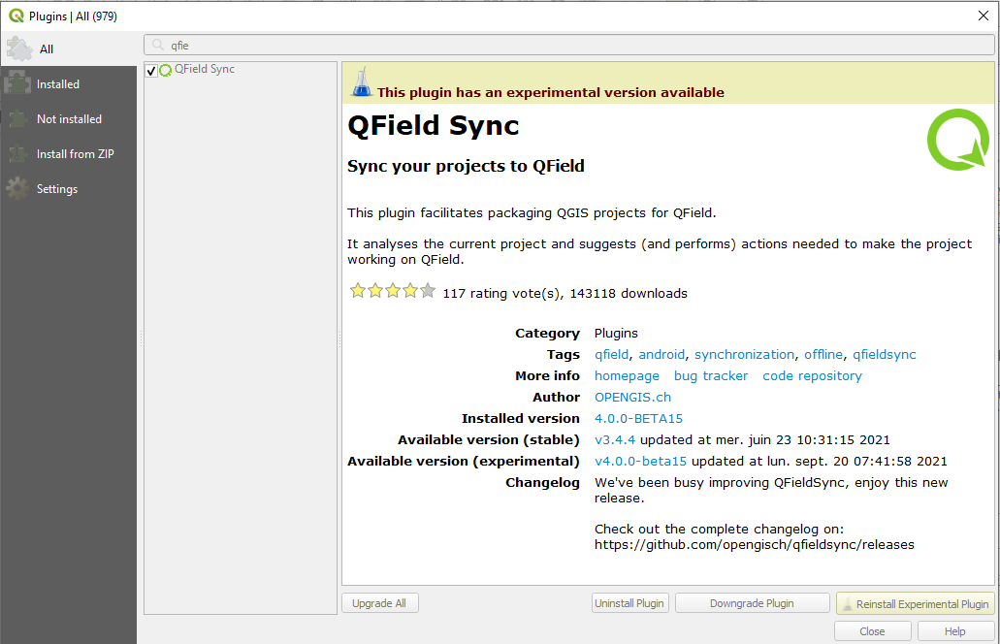 Plugins | All (979)
All
Installed
Not installed
Install from ZIP
Settings
qfie
QField Sync
This plugin has an experimental version available
QField Sync
Sync your projects to QField
This plugin facilitates packaging QGIS projects for QField.
It analyses the current project and suggests (and performs) actions needed to make the project
working on QField.
117 rating vote(s), 143118 downloads
Category Plugins
Tags qfield, android, synchronization, offline, qfieldsync
More info homepage bug tracker code repository
Author OPENGIS.ch
Installed version 4.0.0-BETA15
Available version (stable) v3.4.4 updated at mer. juin 23 10:31:15 2021
Available version (experimental) v4.0.0-beta15 updated at lun. sept. 20 07:41:58 2021
Changelog We've been busy improving QFieldSync, enjoy this new
release.
Check out the complete changelog on:
https://github.com/opengisch/qfieldsync/releases
Upgrade All Uninstall Plugin Downgrade Plugin Reinstall Experimental Plugin
Close Help